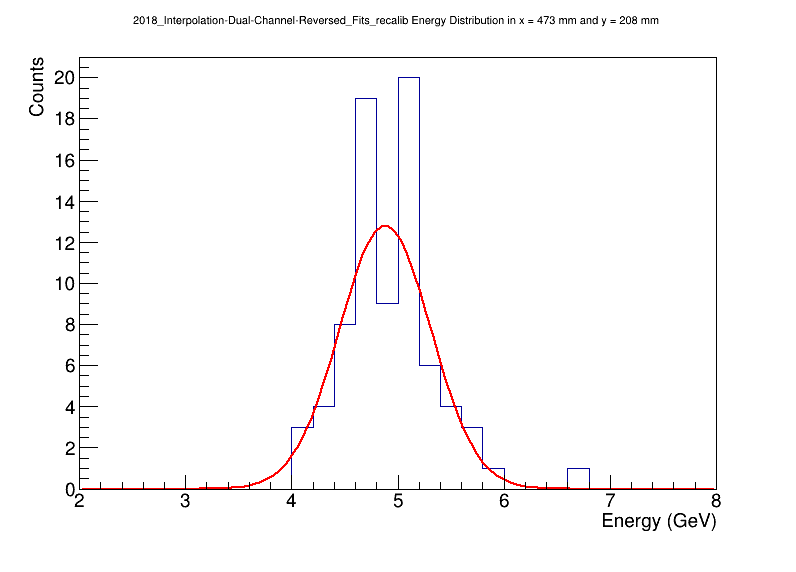 2018_Interpolation-Dual-Channel-Reversed_Fits_recalib Energy Distribution in x = 473 mm and y = 208 mm
Counts
20
18
16
14
12
10
8
6
4
2
0
2 3 4 5 6 7 8
Energy (GeV)